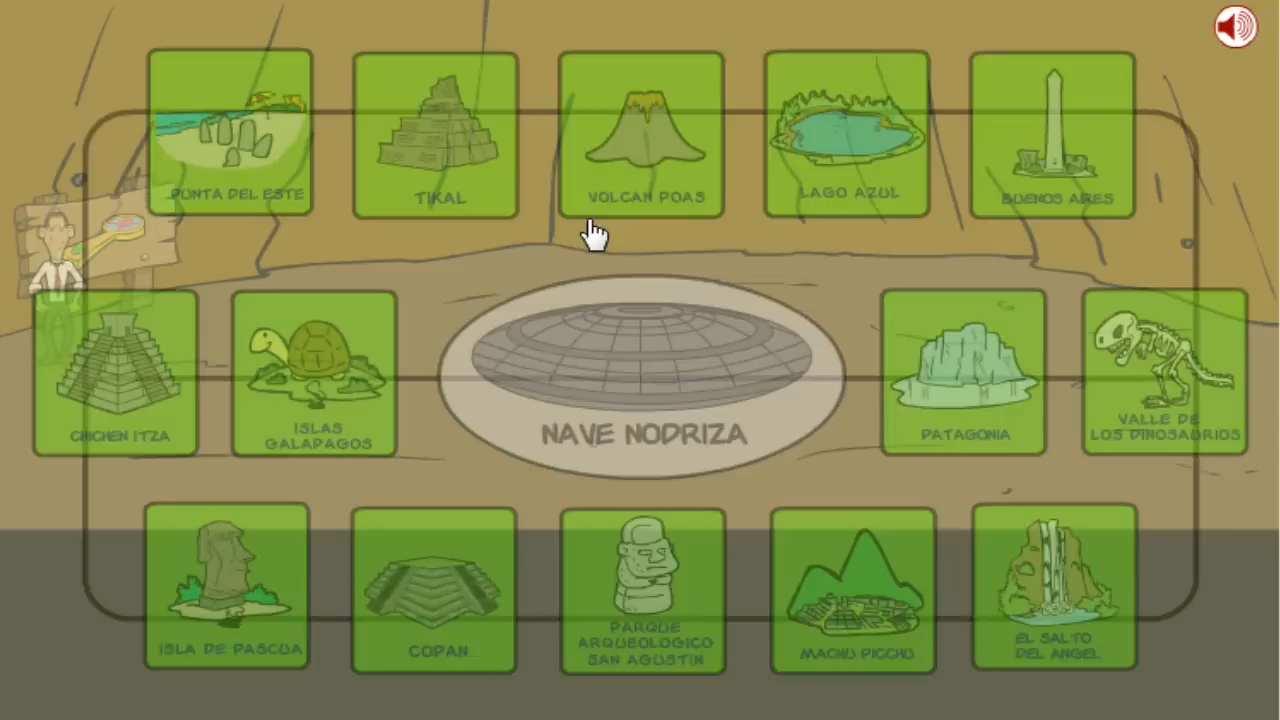 PUNTA DEL ESTE
TIKAL
VOLCAN POAS
LAGO AZUL
BUENOS AIRES
CHICHEN ITZA
ISLAS
GALAPAGOS
NAVE NODRIZA
PATAGONIA
VALLE DE
LOS DINOSAURIOS
ISLA DE PASCUA
COPAN
PARQUE
ARQUEOLOGICO
SAN AGUSTIN
MACHU PICCHU
EL SALTO
DEL ANGEL